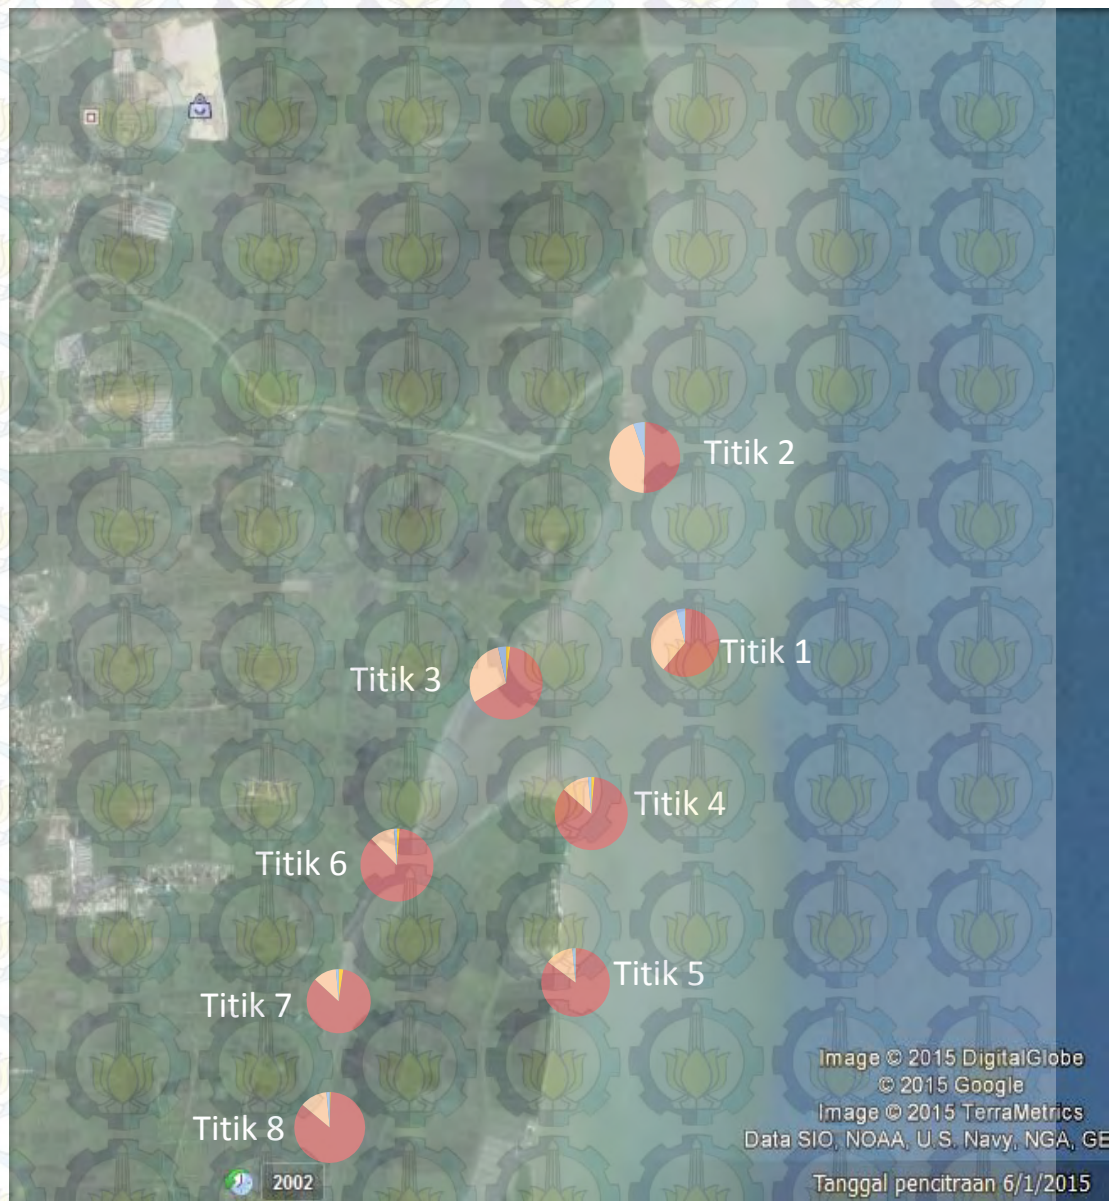 Titik 2
Titik 1
Titik 3
Titik 4
Titik 6
Titik 5
Titik 7
Titik 8
Image © 2015 DigitalGlobe
© 2015 Google
Image © 2015 TerraMetrics
Data SIO, NOAA, U.S. Navy, NGA, GE
2002
Tanggal pencitraan 6/1/2015